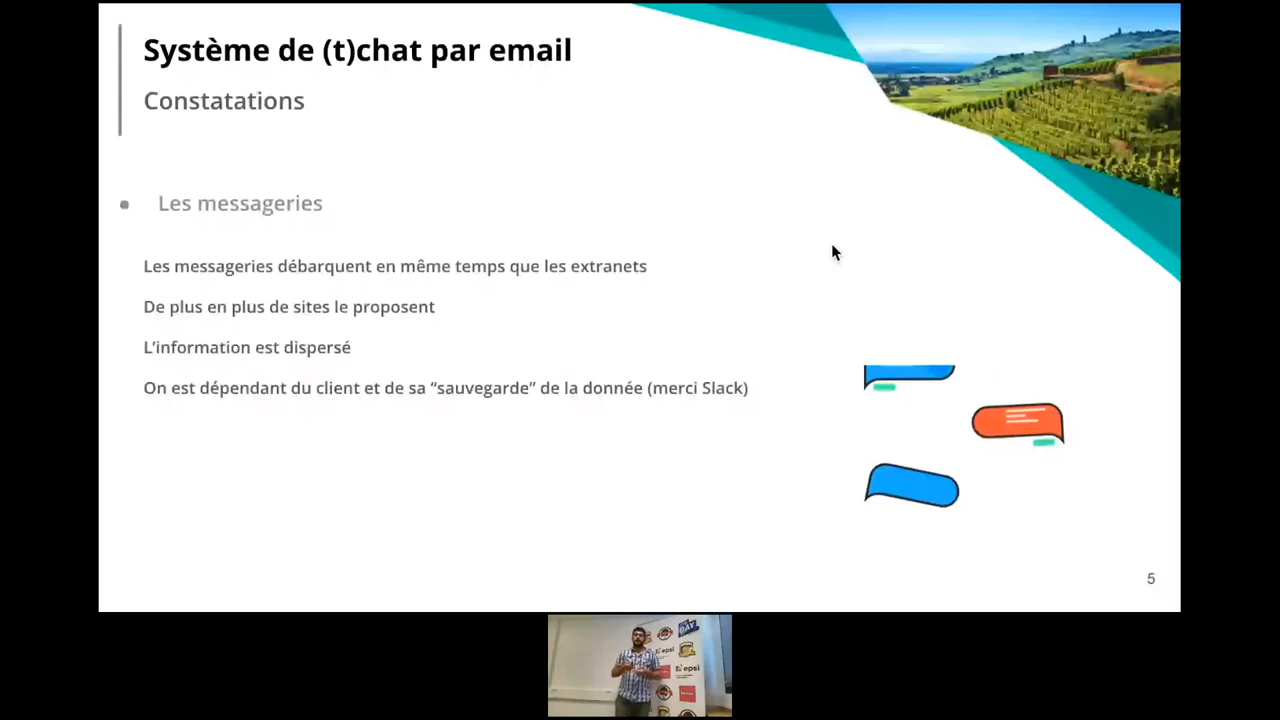 Système de (t)chat par email
Constatations
Les messageries
Les messageries débarquent en même temps que les extranets
De plus en plus de sites le proposent
L’information est dispersé
On est dépendant du client et de sa “sauvegarde” de la donnée (merci Slack)
5
epsi
epsi